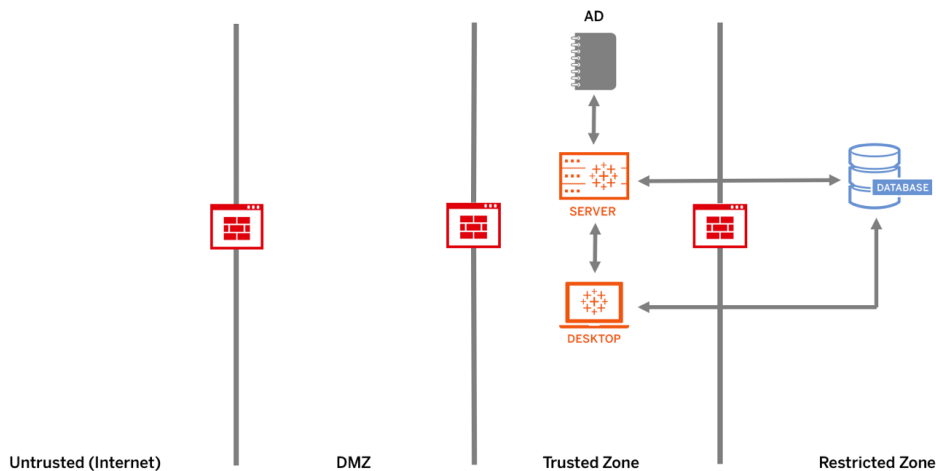 AD
SERVER
DATABASE
DESKTOP
Untrusted (Internet)
DMZ
Trusted Zone
Restricted Zone